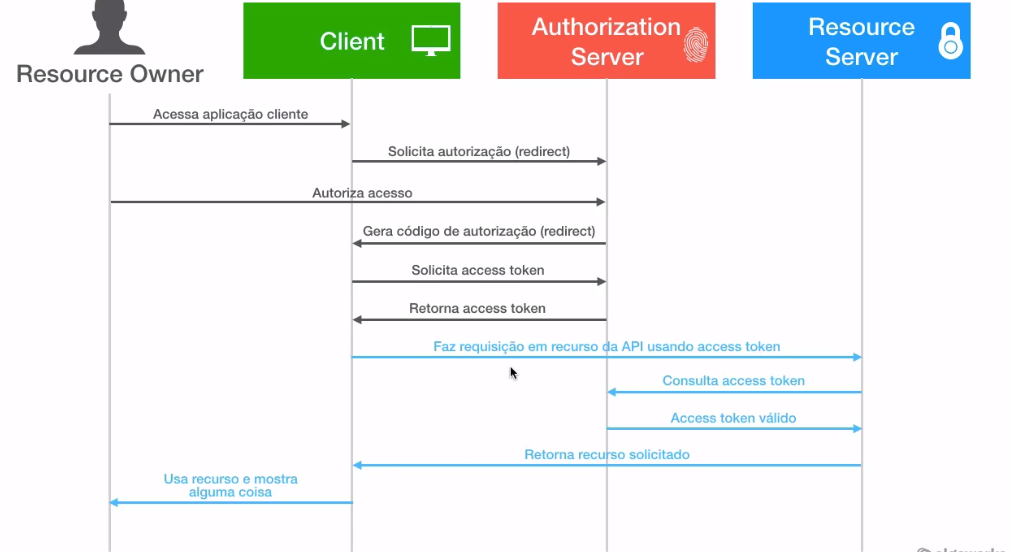 Resource Owner
Client
Authorization
Server
Resource
Server
Acessa aplicação cliente
Solicita autorização (redirect)
Autoriza acesso
Gera código de autorização (redirect)
Solicita access token
Retorna access token
Faz requisição em recurso da API usando access token
Consulta access token
Access token válido
Retorna recurso solicitado
Usa recurso e mostra
alguma coisa